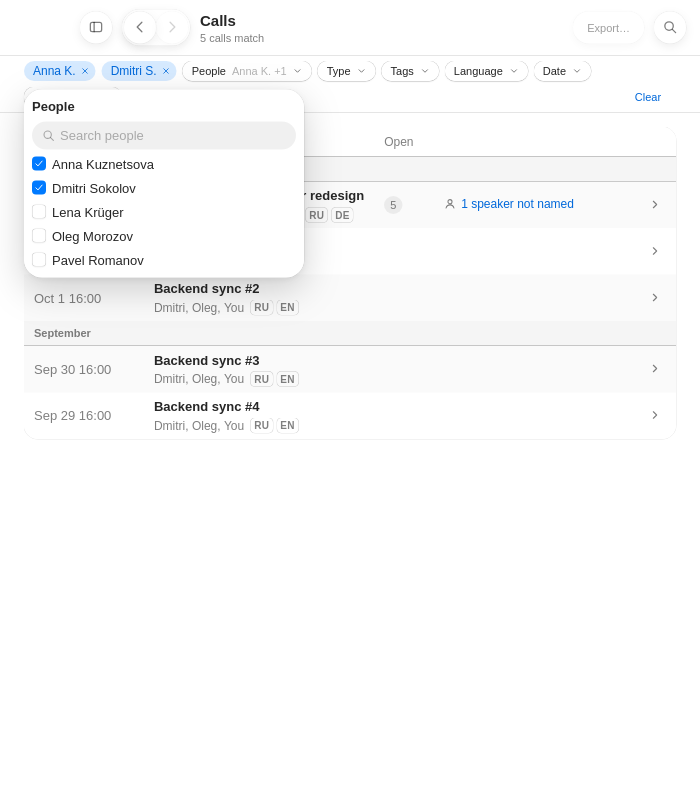 Calls
5 calls match
Export…
Anna K.
Dmitri S.
People Anna K. +1
Type
Tags
Language
Date
Clear
People
Search people
Anna Kuznetsova
Dmitri Sokolov
Lena Krüger
Oleg Morozov
Pavel Romanov
Open
redesign
RU DE
5
1 speaker not named
Oct 1 16:00
Backend sync #2
Dmitri, Oleg, You RU EN
September
Sep 30 16:00
Backend sync #3
Dmitri, Oleg, You RU EN
Sep 29 16:00
Backend sync #4
Dmitri, Oleg, You RU EN